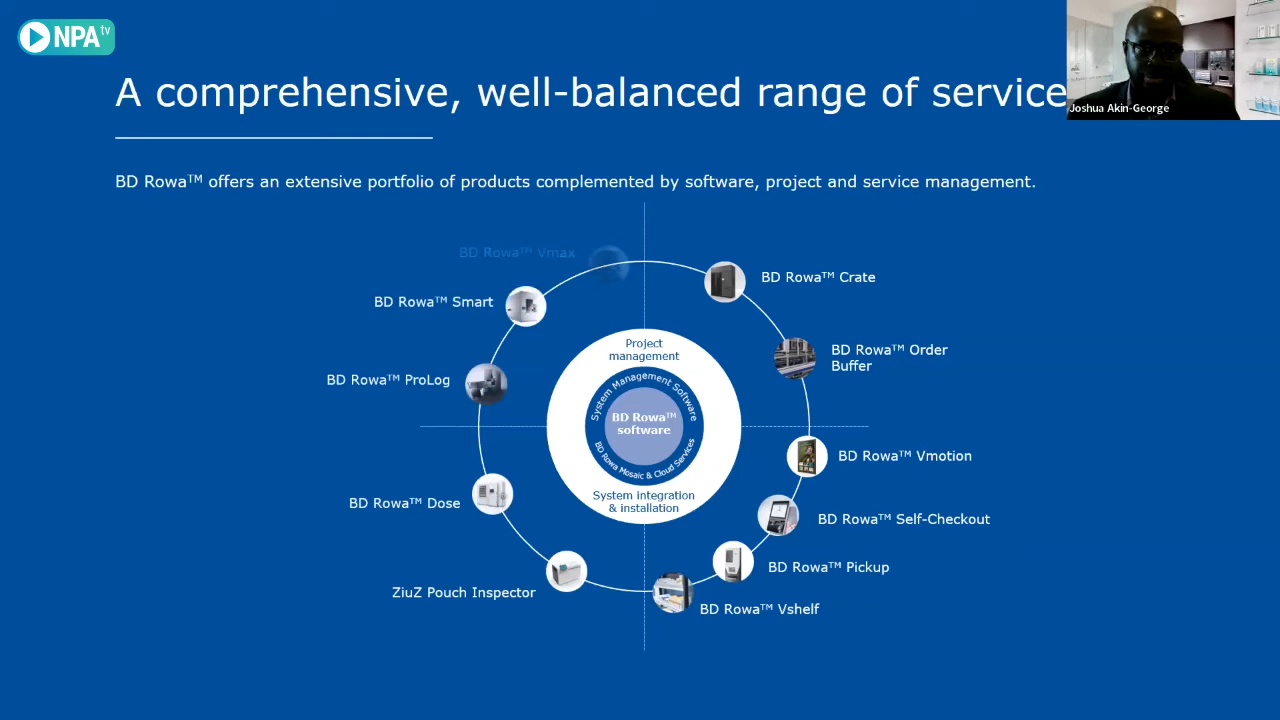 NPA tv
A comprehensive, well-balanced range of service
Joshua Akin-George
BD Rowa™ offers an extensive portfolio of products complemented by software, project and service management.
BD Rowa™ Vmax
BD Rowa™ Crate
BD Rowa™ Smart
BD Rowa™ Order
Buffer
BD Rowa™ ProLog
Project
management
System Management Software
BD Rowa™
software
BD Rowa Mosaic & Cloud Services
System integration
& installation
BD Rowa™ Vmotion
BD Rowa™ Dose
BD Rowa™ Self-Checkout
BD Rowa™ Pickup
ZiuZ Pouch Inspector
BD Rowa™ Vshelf